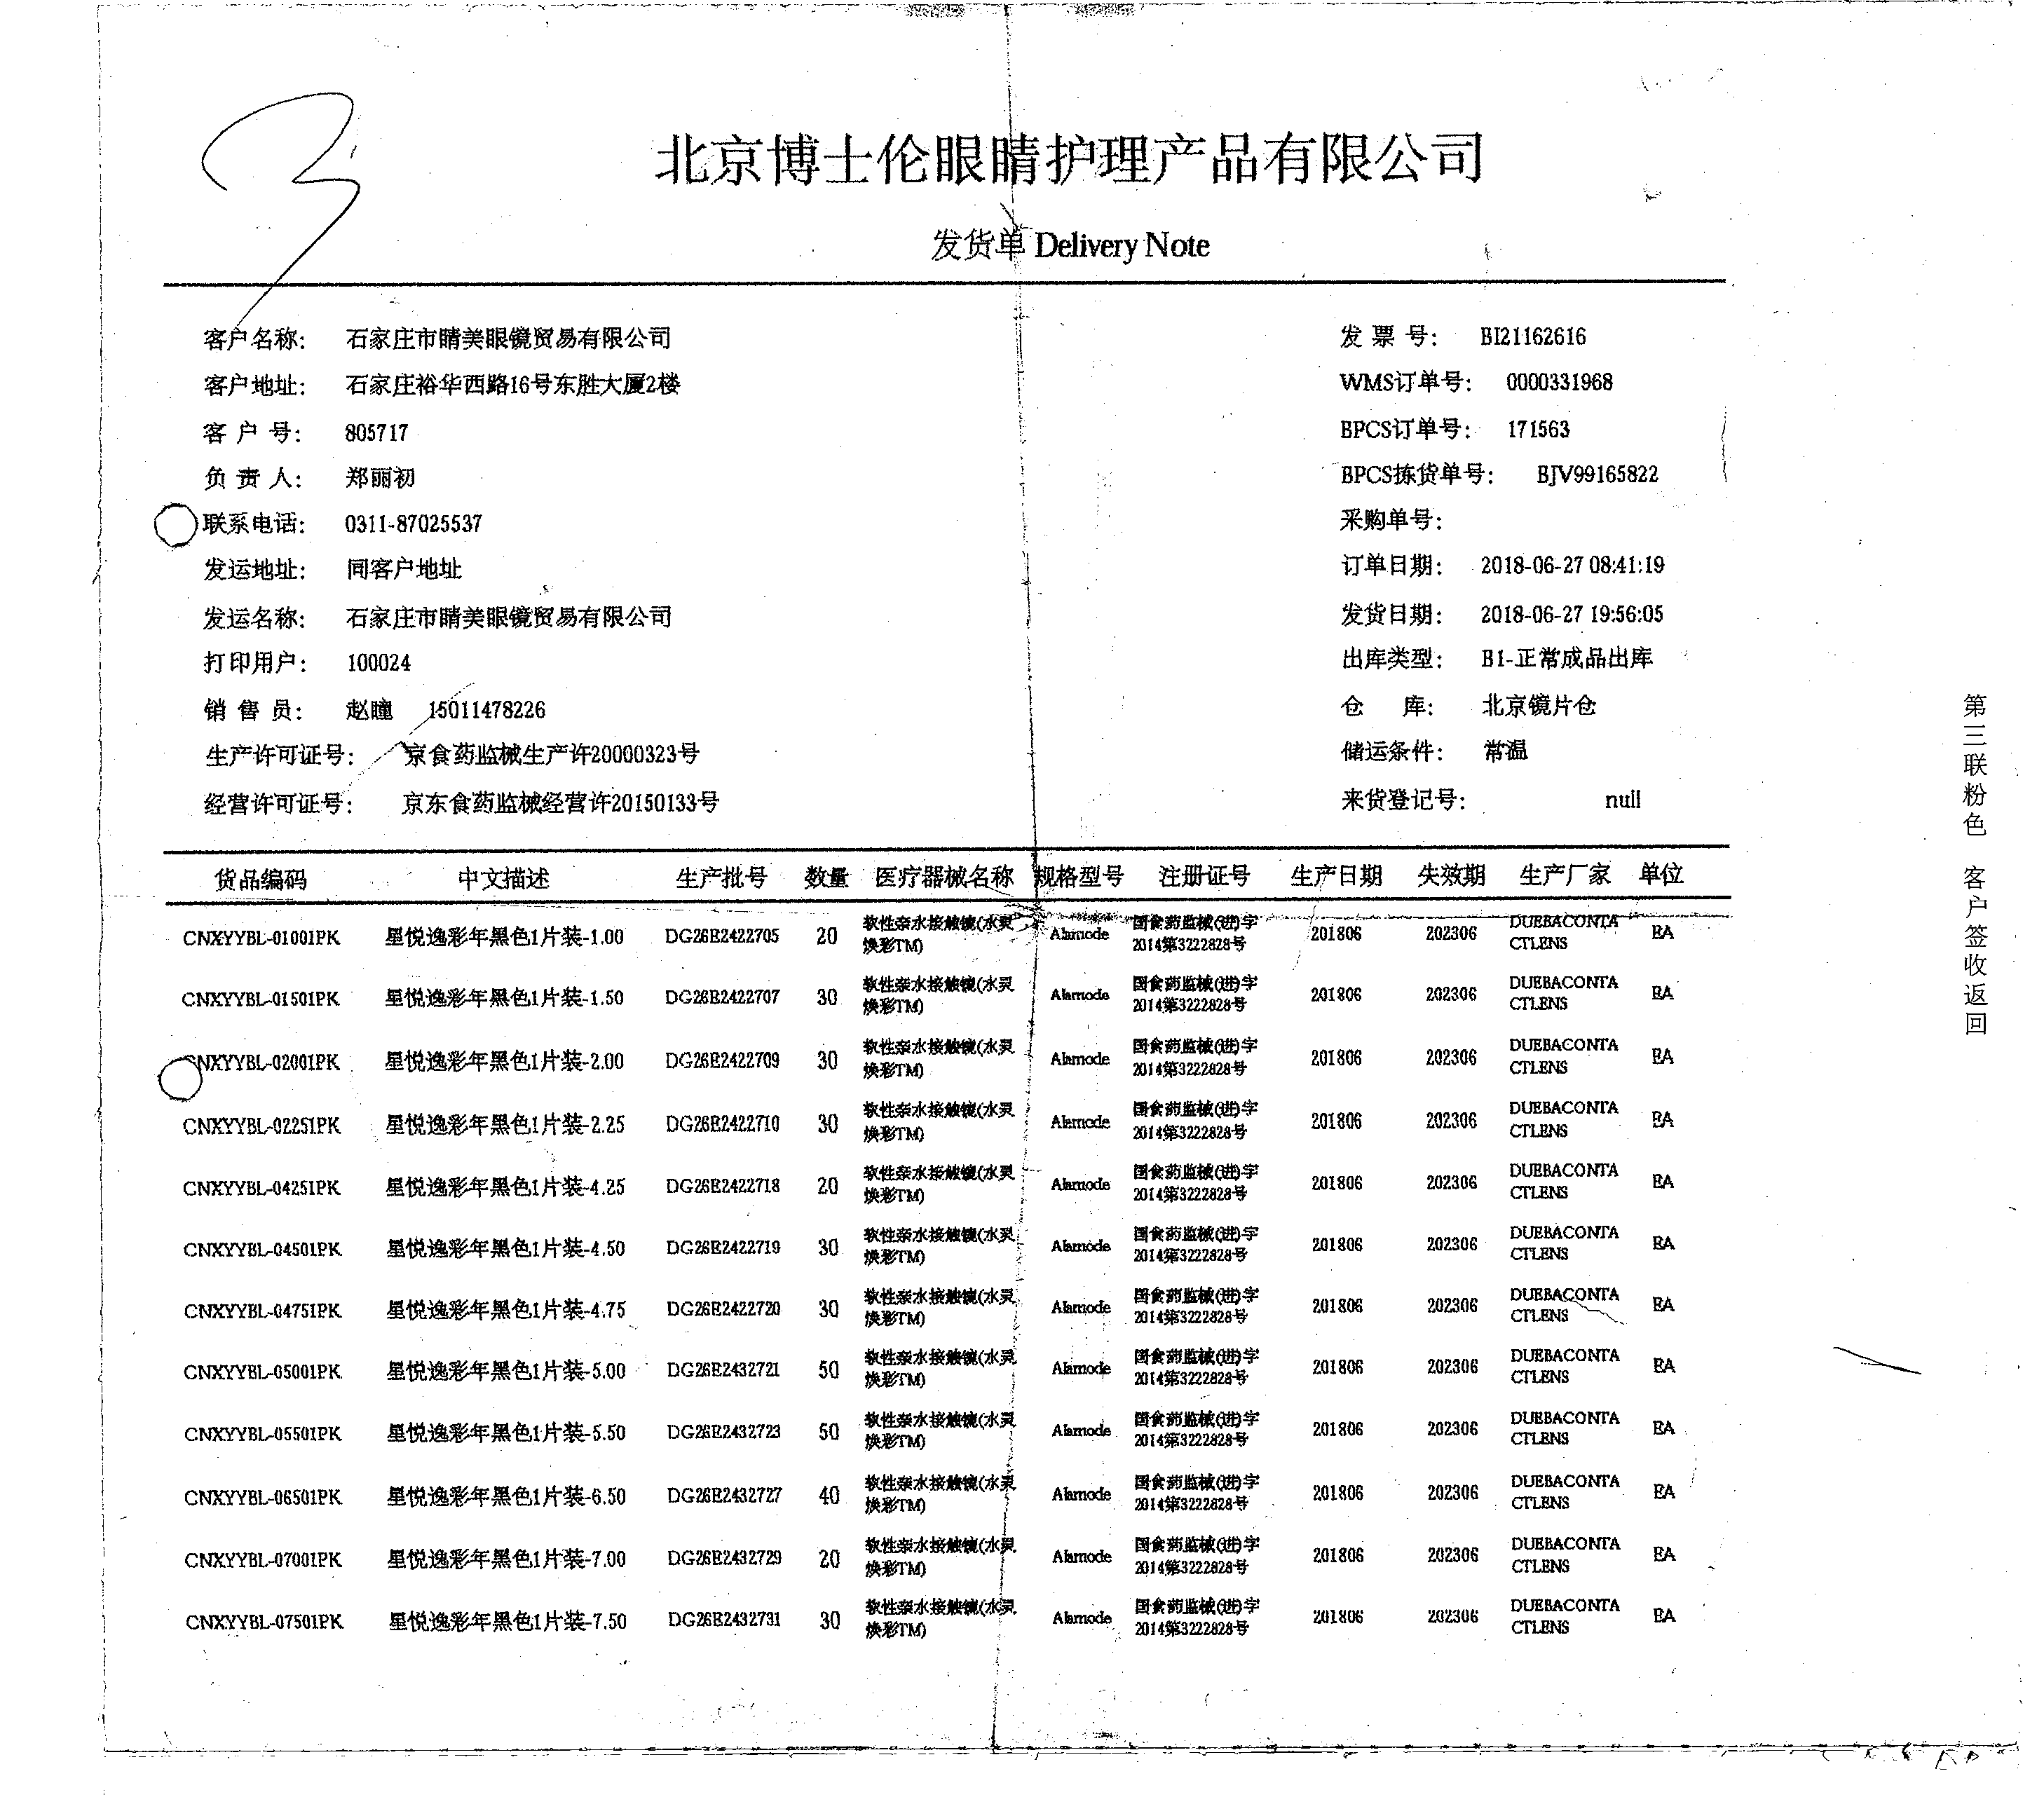 3
北京博士伦眼睛护理产品有限公司
发货单 Delivery Note
客户名称： 石家庄市睛美眼镜贸易有限公司 发 票 号： BI21162616
客户地址： 石家庄裕华西路16号东胜大厦2楼 WMS订单号： 0000331968
客 户 号： 805717 BPCS订单号： 171563
负 责 人： 郑丽初 BPCS拣货单号： BJV99165822
联系电话： 0311-87025537 采购单号：
发运地址： 同客户地址 订单日期： 2018-06-27 08:41:19
发运名称： 石家庄市睛美眼镜贸易有限公司 发货日期： 2018-06-27 19:56:05
打印用户： 100024 出库类型： B1-正常成品出库
销 售 员： 赵瞳 15011478226 仓 库： 北京镜片仓
生产许可证号： 京食药监械生产许20000323号 储运条件： 常温
经营许可证号： 京东食药监械经营许20150133号 来货登记号： null
货品编码 中文描述 生产批号 数量 医疗器械名称 规格型号 注册证号 生产日期 失效期 生产厂家 单位
软性亲水接触镜(水灵 国食药监械(进)字 DUEBACONTA
CNXYYBL-01001PK 星悦逸彩年黑色1片装-1.00 DG26E2422705 20 Alamode 201806 202306 EA
焕彩TM) 2014第3222828号 CTLENS
软性亲水接触镜(水灵 国食药监械(进)字 DUEBACONTA
CNXYYBL-01501PK 星悦逸彩年黑色1片装-1.50 DG26E2422707 30 Alamode 201806 202306 EA
焕彩TM) 2014第3222828号 CTLENS
软性亲水接触镜(水灵 国食药监械(进)字 DUEBACONTA
CNXYYBL-02001PK 星悦逸彩年黑色1片装-2.00 DG26E2422709 30 Alamode 201806 202306 EA
焕彩TM) 2014第3222828号 CTLENS
软性亲水接触镜(水灵 国食药监械(进)字 DUEBACONTA
CNXYYBL-02251PK 星悦逸彩年黑色1片装-2.25 DG26E2422710 30 Alamode 201806 202306 EA
焕彩TM) 2014第3222828号 CTLENS
软性亲水接触镜(水灵 国食药监械(进)字 DUEBACONTA
CNXYYBL-04251PK 星悦逸彩年黑色1片装-4.25 DG26E2422718 20 Alamode 201806 202306 EA
焕彩TM) 2014第3222828号 CTLENS
软性亲水接触镜(水灵 国食药监械(进)字 DUEBACONTA
CNXYYBL-04501PK 星悦逸彩年黑色1片装-4.50 DG26E2422719 30 Alamode 201806 202306 EA
焕彩TM) 2014第3222828号 CTLENS
软性亲水接触镜(水灵 国食药监械(进)字 DUEBACONTA
CNXYYBL-04751PK 星悦逸彩年黑色1片装-4.75 DG26E2422720 30 Alamode 201806 202306 EA
焕彩TM) 2014第3222828号 CTLENS
软性亲水接触镜(水灵 国食药监械(进)字 DUEBACONTA
CNXYYBL-05001PK 星悦逸彩年黑色1片装-5.00 DG26E2432721 50 Alamode 201806 202306 EA
焕彩TM) 2014第3222828号 CTLENS
软性亲水接触镜(水灵 国食药监械(进)字 DUEBACONTA
CNXYYBL-05501PK 星悦逸彩年黑色1片装-5.50 DG26E2432723 50 Alamode 201806 202306 EA
焕彩TM) 2014第3222828号 CTLENS
软性亲水接触镜(水灵 国食药监械(进)字 DUEBACONTA
CNXYYBL-06501PK 星悦逸彩年黑色1片装-6.50 DG26E2432727 40 Alamode 201806 202306 EA
焕彩TM) 2014第3222828号 CTLENS
软性亲水接触镜(水灵 国食药监械(进)字 DUEBACONTA
CNXYYBL-07001PK 星悦逸彩年黑色1片装-7.00 DG26E2432729 20 Alamode 201806 202306 EA
焕彩TM) 2014第3222828号 CTLENS
软性亲水接触镜(水灵 国食药监械(进)字 DUEBACONTA
CNXYYBL-07501PK 星悦逸彩年黑色1片装-7.50 DG26E2432731 30 Alamode 201806 202306 EA
焕彩TM) 2014第3222828号 CTLENS
第三联粉色 客户签收返回